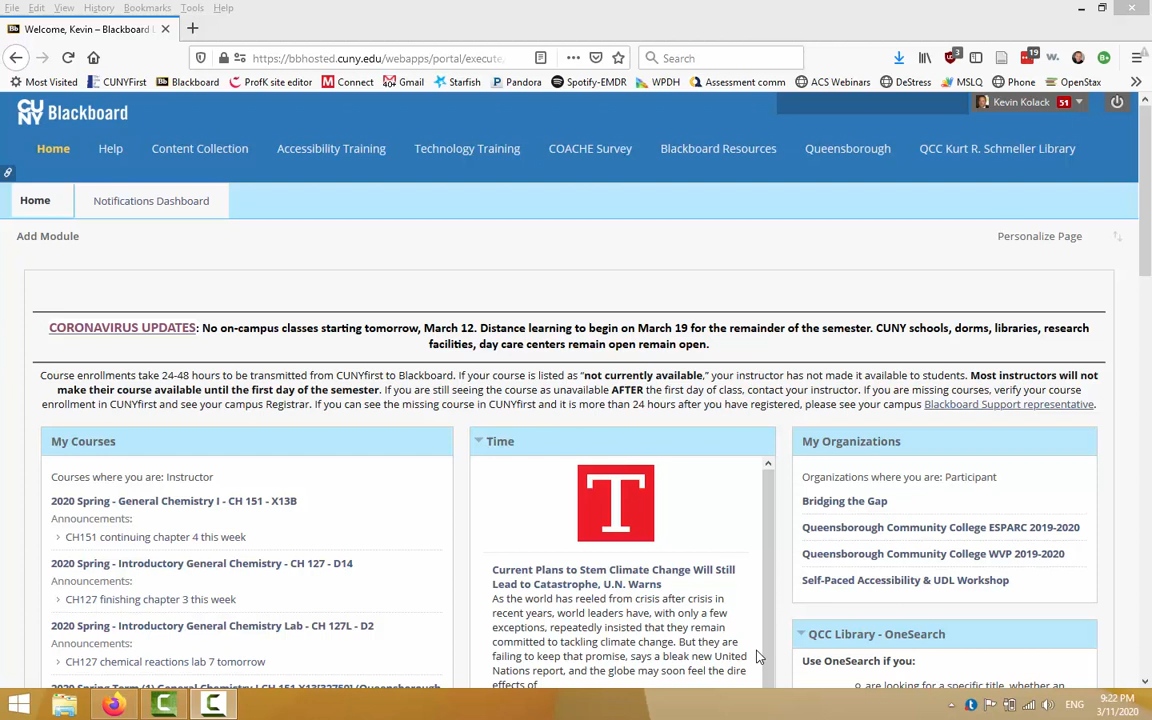 File Edit View History Bookmarks Tools Help
Welcome, Kevin – Blackboard
https://bbhosted.cuny.edu/webapps/portal/execute
Search
3
19
Most Visited CUNYFirst Blackboard ProfK site editor Connect Gmail Starfish Pandora Spotify-EMDR WPDH Assessment comm ACS Webinars DeStress MSLQ Phone OpenStax
CUNY Blackboard
Kevin Kolack 51
Home Help Content Collection Accessibility Training Technology Training COACHE Survey Blackboard Resources Queensborough QCC Kurt R. Schmeller Library
Home Notifications Dashboard
Add Module
Personalize Page
CORONAVIRUS UPDATES: No on-campus classes starting tomorrow, March 12. Distance learning to begin on March 19 for the remainder of the semester. CUNY schools, dorms, libraries, research
facilities, day care centers remain open remain open.
Course enrollments take 24-48 hours to be transmitted from CUNYfirst to Blackboard. If your course is listed as "not currently available," your instructor has not made it available to students. Most instructors will not
make their course available until the first day of the semester. If you are still seeing the course as unavailable AFTER the first day of class, contact your instructor. If you are missing courses, verify your course
enrollment in CUNYfirst and see your campus Registrar. If you can see the missing course in CUNYfirst and it is more than 24 hours after you have registered, please see your campus Blackboard Support representative.
My Courses
Courses where you are: Instructor
2020 Spring - General Chemistry I - CH 151 - X13B
Announcements:
CH151 continuing chapter 4 this week
2020 Spring - Introductory General Chemistry - CH 127 - D14
Announcements:
CH127 finishing chapter 3 this week
2020 Spring - Introductory General Chemistry Lab - CH 127L - D2
Announcements:
CH127 chemical reactions lab 7 tomorrow
Time
T
Current Plans to Stem Climate Change Will Still
Lead to Catastrophe, U.N. Warns
As the world has reeled from crisis after crisis in
recent years, world leaders have, with only a few
exceptions, repeatedly insisted that they remain
committed to tackling climate change. But they are
failing to keep that promise, says a bleak new United
Nations report, and the globe may soon feel the dire
effects of
My Organizations
Organizations where you are: Participant
Bridging the Gap
Queensborough Community College ESPARC 2019-2020
Queensborough Community College WVP 2019-2020
Self-Paced Accessibility & UDL Workshop
QCC Library - OneSearch
Use OneSearch if you:
are looking for a specific title, whether an
ENG
9:22 PM
3/11/2020